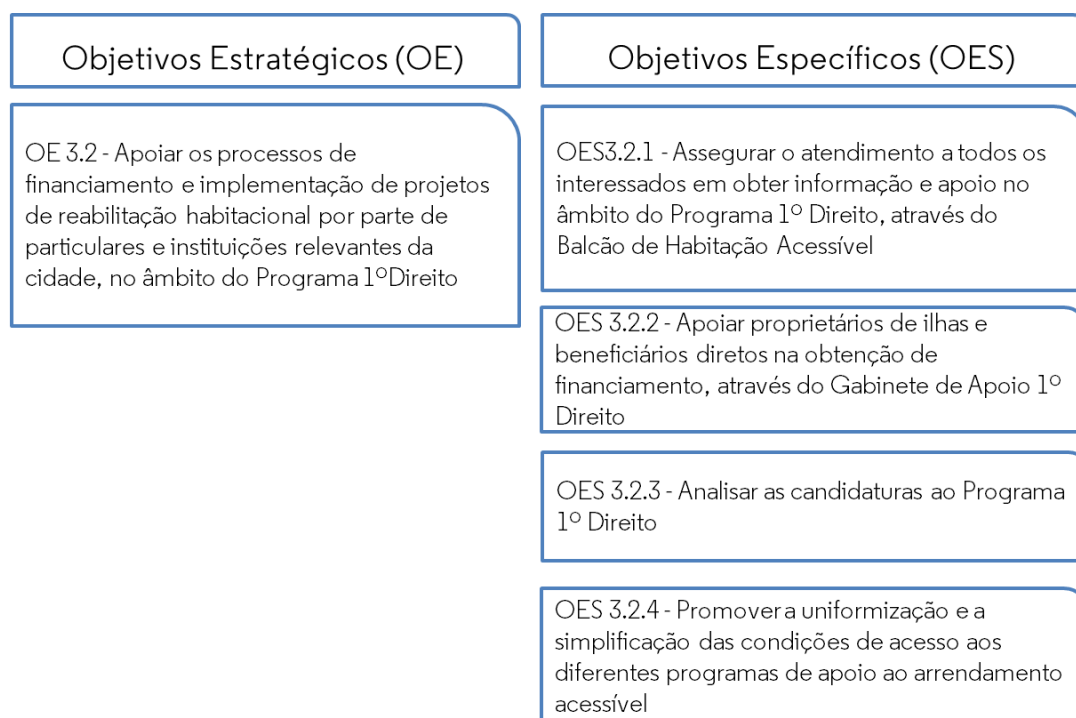 Objetivos Estratégicos (OE)
OE 3.2 - Apoiar os processos de
financiamento e implementação de projetos
de reabilitação habitacional por parte de
particulares e instituições relevantes da
cidade, no âmbito do Programa 1ºDireito
Objetivos Específicos (OES)
OES3.2.1 - Assegurar o atendimento a todos os
interessados em obter informação e apoio no
âmbito do Programa 1º Direito, através do
Balcão de Habitação Acessível
OES 3.2.2 - Apoiar proprietários de ilhas e
beneficiários diretos na obtenção de
financiamento, através do Gabinete de Apoio 1º
Direito
OES 3.2.3 - Analisar as candidaturas ao Programa
1º Direito
OES 3.2.4 - Promover a uniformização e a
simplificação das condições de acesso aos
diferentes programas de apoio ao arrendamento
acessível